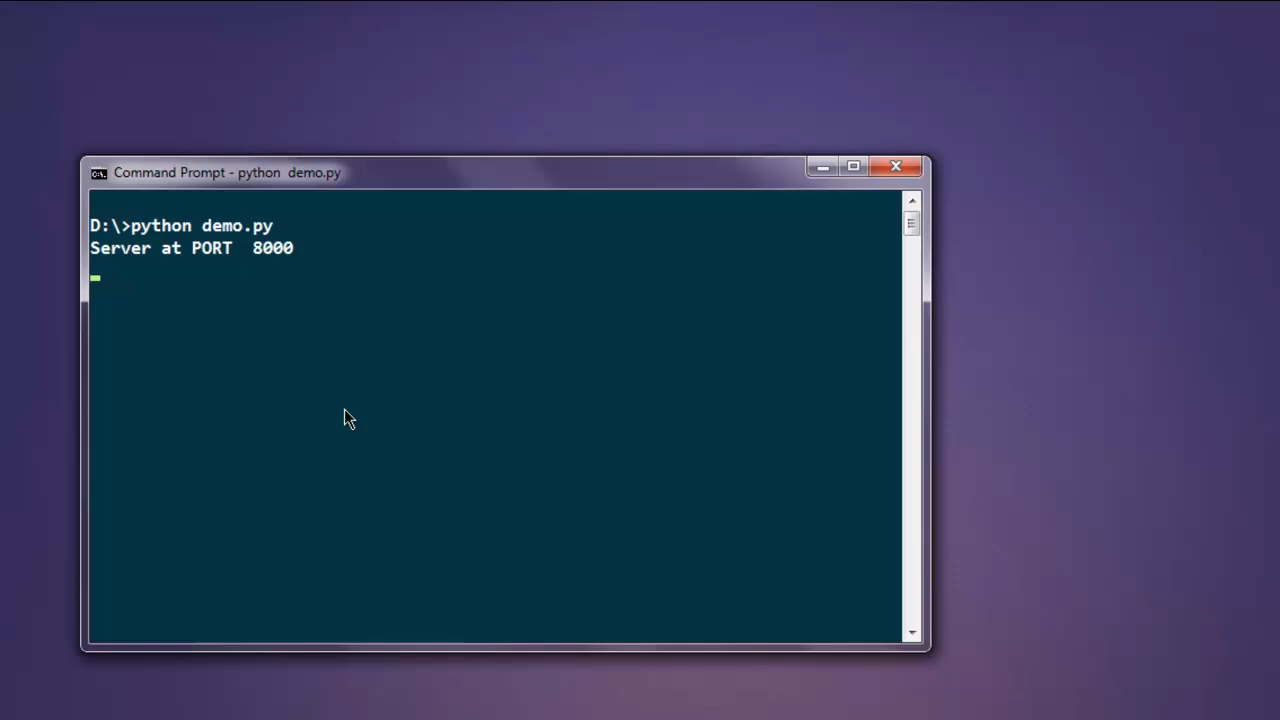 Command Prompt - python  demo.py
D:\>python demo.py
Server at PORT  8000